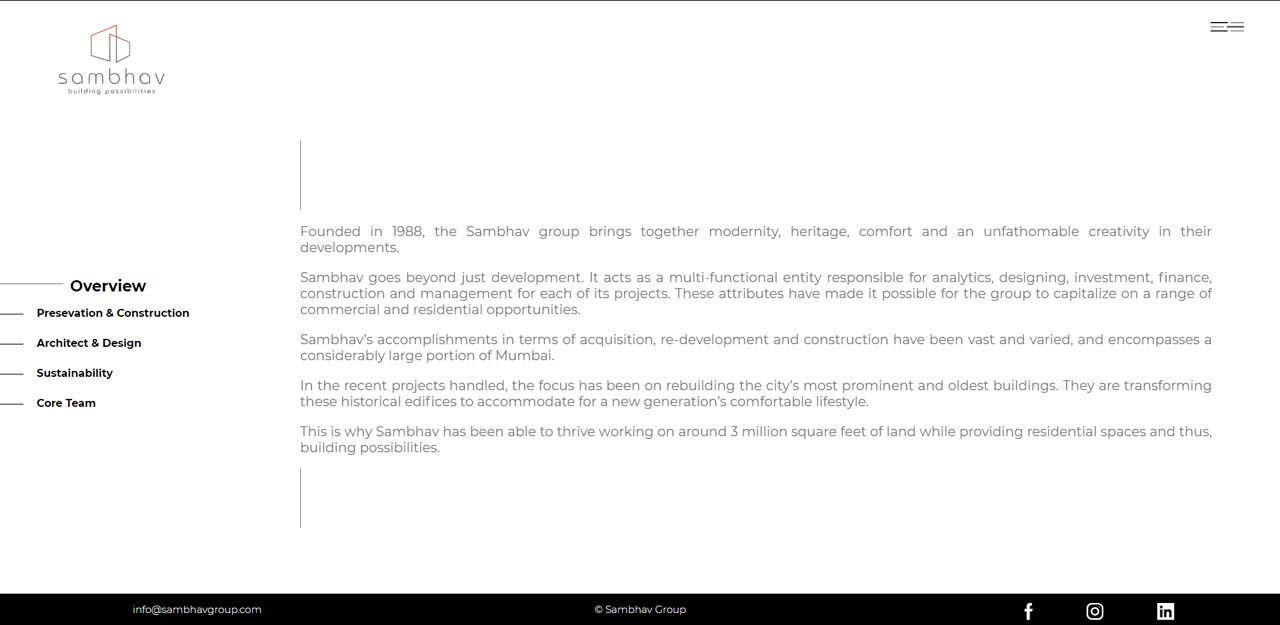 sambhav
building possibilities
Founded in 1988, the Sambhav group brings together modernity, heritage, comfort and an unfathomable creativity in their
developments.
Sambhav goes beyond just development. It acts as a multi-functional entity responsible for analytics, designing, investment, finance,
construction and management for each of its projects. These attributes have made it possible for the group to capitalize on a range of
commercial and residential opportunities.
Sambhav’s accomplishments in terms of acquisition, re-development and construction have been vast and varied, and encompasses a
considerably large portion of Mumbai.
In the recent projects handled, the focus has been on rebuilding the city’s most prominent and oldest buildings. They are transforming
these historical edifices to accommodate for a new generation’s comfortable lifestyle.
This is why Sambhav has been able to thrive working on around 3 million square feet of land while providing residential spaces and thus,
building possibilities.
Overview
Presevation & Construction
Architect & Design
Sustainability
Core Team
info@sambhavgroup.com
© Sambhav Group